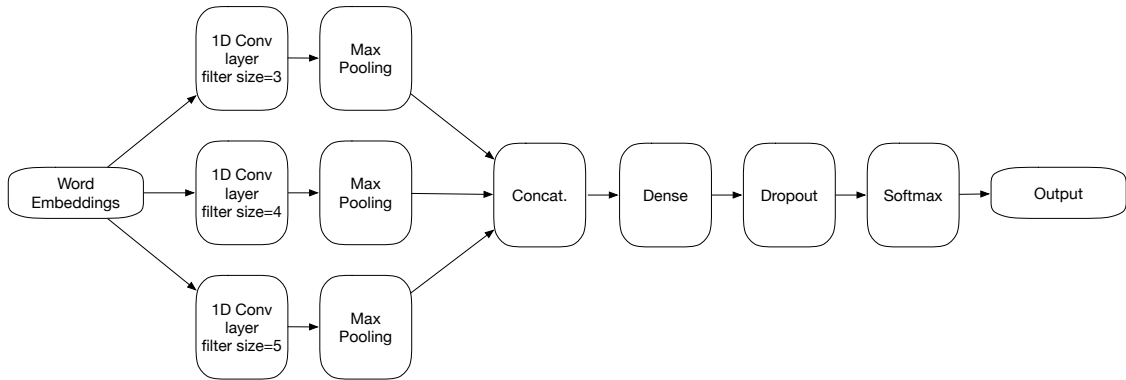 1D Conv
layer
filter size=3
Max
Pooling
Word
Embeddings
1D Conv
layer
filter size=4
Max
Pooling
Concat.
Dense
Dropout
Softmax
Output
1D Conv
layer
filter size=5
Max
Pooling